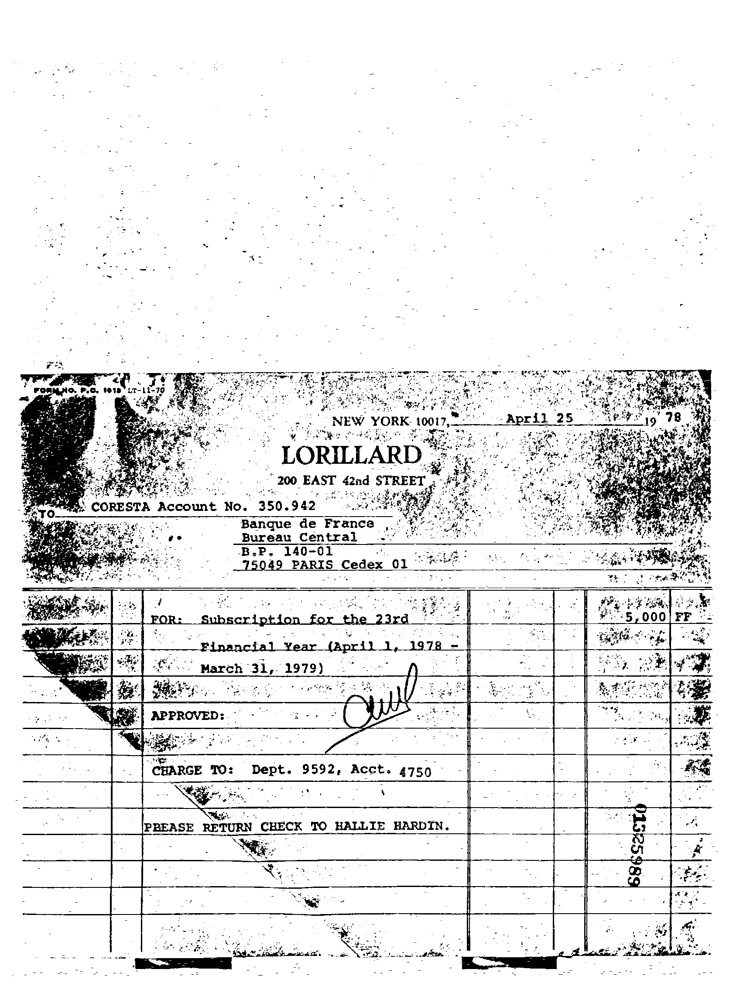 FORM NO. P.O. 1018 LT-11-70
NEW YORK 10017, April 25 19 78
LORILLARD
200 EAST 42nd STREET
TO CORESTA Account No. 350.942
Banque de France
Bureau Central
B.P. 140-01
75049 PARIS Cedex 01
FOR: Subscription for the 23rd 5,000 FF
Financial Year (April 1, 1978 -
March 31, 1979)
APPROVED:
CHARGE TO: Dept. 9592, Acct. 4750
PBEASE RETURN CHECK TO HALLIE HARDIN.
01325989